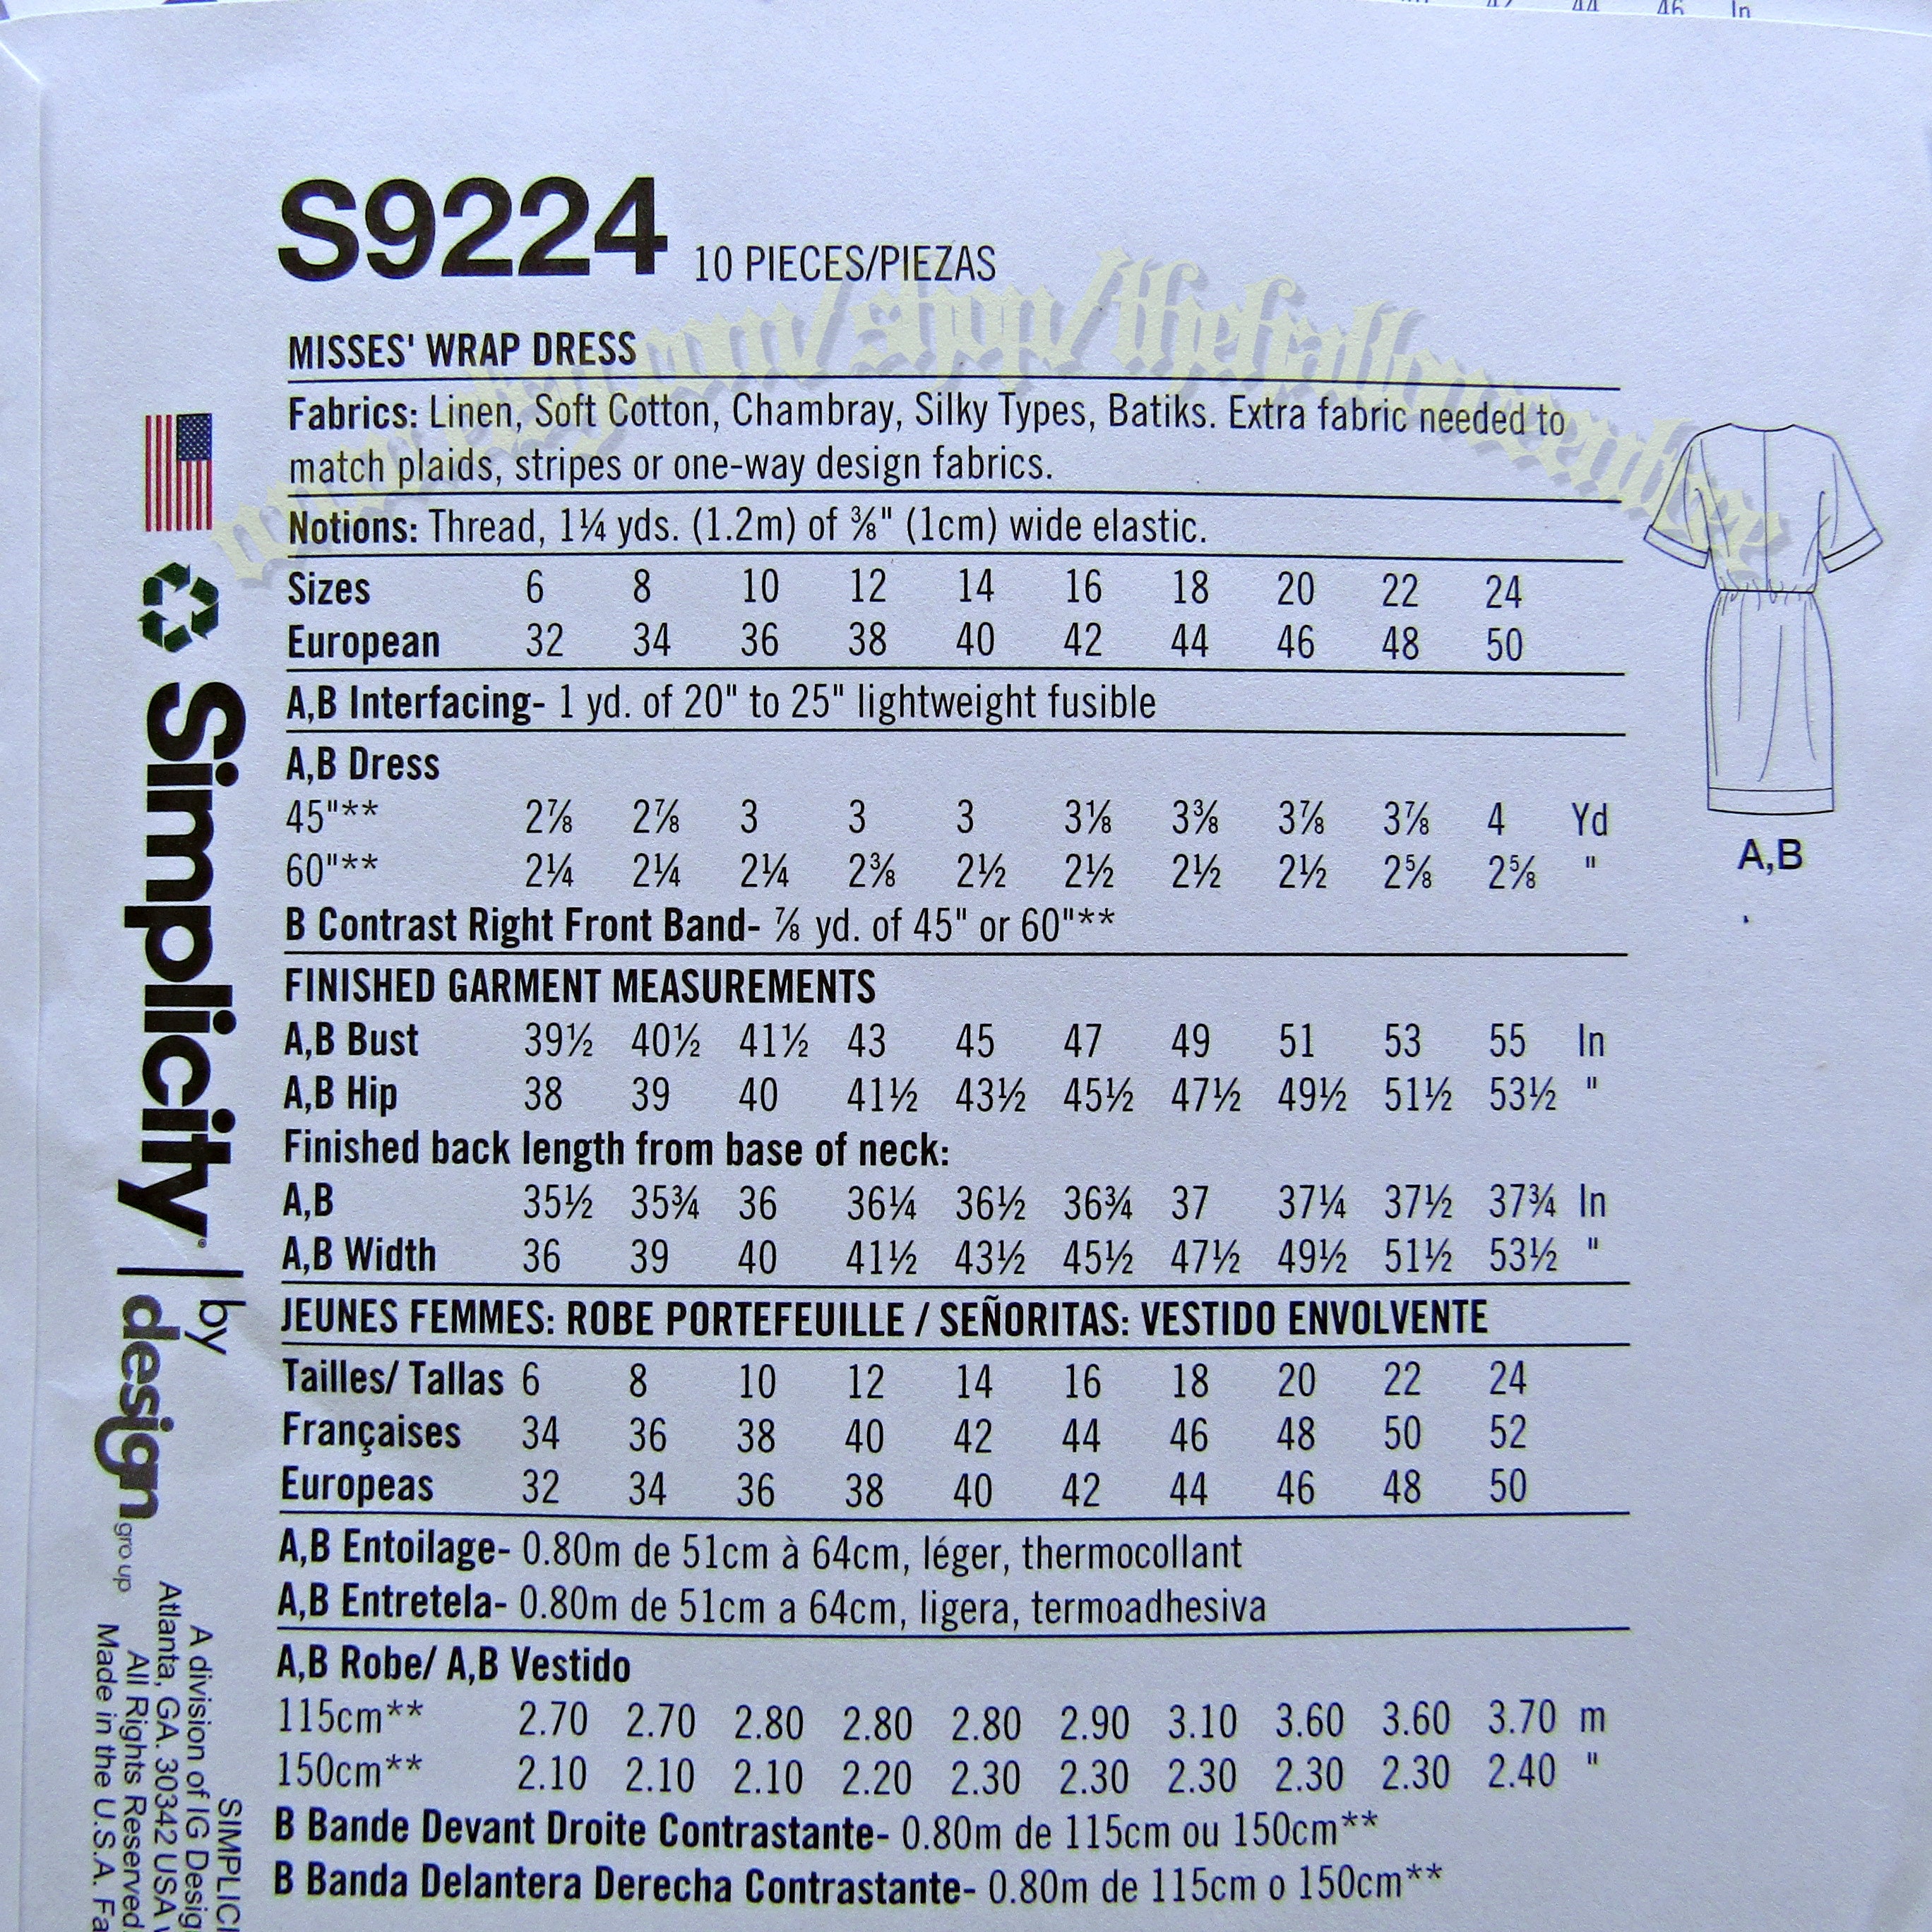 44 46 In
S9224 10 PIECES/PIEZAS
MISSES' WRAP DRESS
Fabrics: Linen, Soft Cotton, Chambray, Silky Types, Batiks. Extra fabric needed to
match plaids, stripes or one-way design fabrics.
Notions: Thread, 1¼ yds. (1.2m) of ⅜" (1cm) wide elastic.
Sizes 6 8 10 12 14 16 18 20 22 24
European 32 34 36 38 40 42 44 46 48 50
A,B Interfacing- 1 yd. of 20" to 25" lightweight fusible
A,B Dress
45"** 2⅞ 2⅞ 3 3 3 3⅛ 3⅜ 3⅞ 3⅞ 4 Yd
60"** 2¼ 2¼ 2¼ 2⅜ 2½ 2½ 2½ 2½ 2⅝ 2⅝ "
B Contrast Right Front Band- ⅞ yd. of 45" or 60"**
FINISHED GARMENT MEASUREMENTS
A,B Bust 39½ 40½ 41½ 43 45 47 49 51 53 55 In
A,B Hip 38 39 40 41½ 43½ 45½ 47½ 49½ 51½ 53½ "
Finished back length from base of neck:
A,B 35½ 35¾ 36 36¼ 36½ 36¾ 37 37¼ 37½ 37¾ In
A,B Width 36 39 40 41½ 43½ 45½ 47½ 49½ 51½ 53½ "
JEUNES FEMMES: ROBE PORTEFEUILLE / SEÑORITAS: VESTIDO ENVOLVENTE
Tailles/ Tallas 6 8 10 12 14 16 18 20 22 24
Françaises 34 36 38 40 42 44 46 48 50 52
Europeas 32 34 36 38 40 42 44 46 48 50
A,B Entoilage- 0.80m de 51cm à 64cm, léger, thermocollant
A,B Entretela- 0.80m de 51cm a 64cm, ligera, termoadhesiva
A,B Robe/ A,B Vestido
115cm** 2.70 2.70 2.80 2.80 2.80 2.90 3.10 3.60 3.60 3.70 m
150cm** 2.10 2.10 2.10 2.20 2.30 2.30 2.30 2.30 2.30 2.40 "
B Bande Devant Droite Contrastante- 0.80m de 115cm ou 150cm**
B Banda Delantera Derecha Contrastante- 0.80m de 115cm o 150cm**
A,B
Simplicity® | by design group
A division of IG
Atlanta, GA. 30342 USA
All Rights Reserved.
Made in the U.S.A.